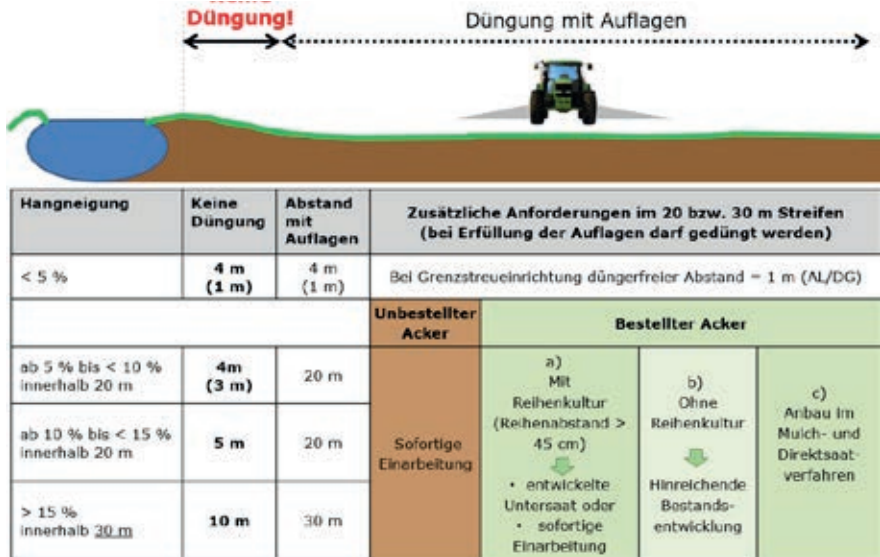 Düngung!
Düngung mit Auflagen
Hangneigung
Keine
Düngung
Abstand
mit
Auflagen
Zusätzliche Anforderungen im 20 bzw. 30 m Streifen
(bei Erfüllung der Auflagen darf gedüngt werden)
< 5 %
4 m
(1 m)
4 m
(1 m)
Bei Grenzstreueinrichtung düngerfreier Abstand = 1 m (AL/DG)
Unbestellter
Acker
Bestellter Acker
ab 5 % bis < 10 %
innerhalb 20 m
4m
(3 m)
20 m
ab 10 % bis < 15 %
innerhalb 20 m
5 m
20 m
> 15 %
innerhalb 30 m
10 m
30 m
Sofortige
Einarbeitung
a)
Mit
Reihenkultur
(Reihenabstand >
45 cm)
• entwickelte
Untersaat oder
• sofortige
Einarbeitung
b)
Ohne
Reihenkultur
Hinreichende
Bestands-
entwicklung
c)
Anbau im
Mulch- und
Direktsaat-
verfahren